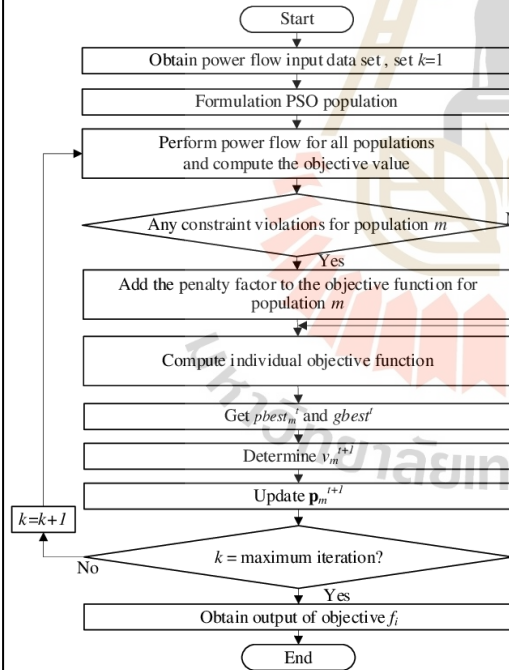 Start
Obtain power flow input data set , set k=1
Formulation PSO population
Perform power flow for all populations
and compute the objective value
Any constraint violations for population m
Yes
Add the penalty factor to the objective function for
population m
Compute individual objective function
Get pbestₘᵗ and gbestᵗ
Determine vₘᵗ⁺¹
Update pₘᵗ⁺¹
k=k+1
k = maximum iteration?
No
Yes
Obtain output of objective fᵢ
End